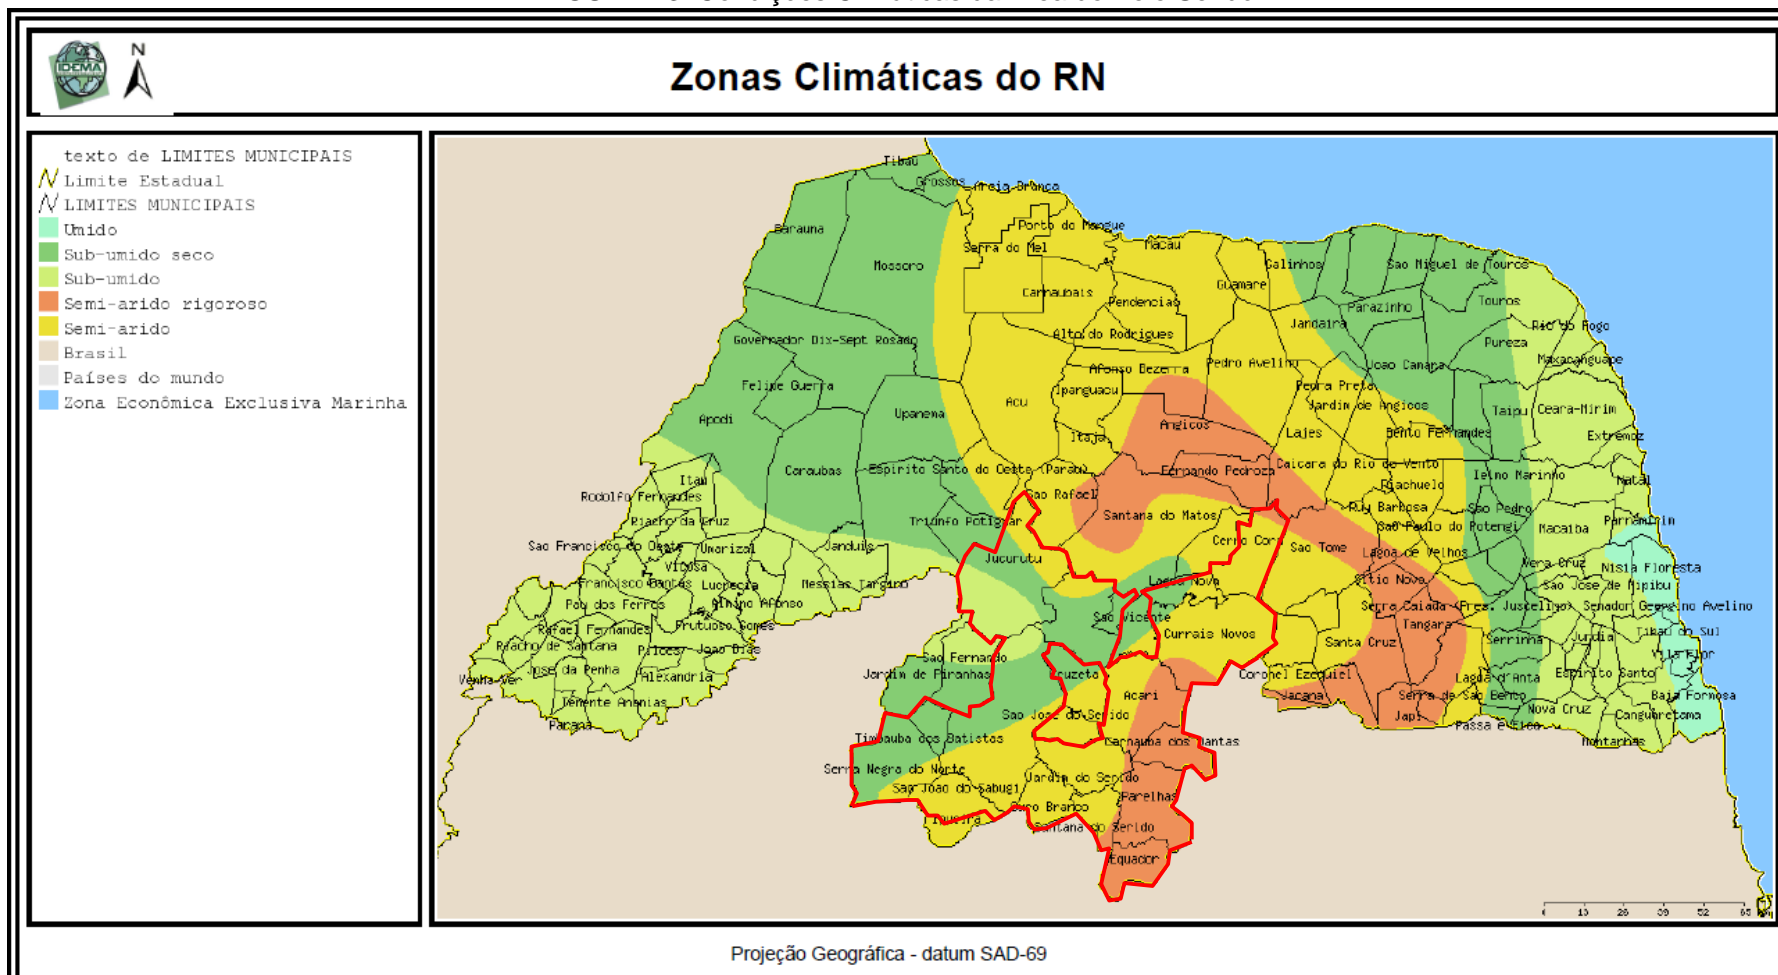 IDEMA
N
Zonas Climáticas do RN
texto de LIMITES MUNICIPAIS
Limite Estadual
LIMITES MUNICIPAIS
Umido
Sub-umido seco
Sub-umido
Semi-arido rigoroso
Semi-arido
Brasil
Países do mundo
Zona Econômica Exclusiva Marinha
Tibau
Grossos
Areia Branca
Barauna
Porto do Mangue
Serra do Mel
Macau
Mossoro
Galinhos
Sao Miguel de Touros
Carnaubais
Pendencias
Guamare
Parazinho
Touros
Jandaira
Rio do Fogo
Governador Dix-Sept Rosado
Alto do Rodrigues
Pureza
Maxaranguape
Afonso Bezerra
Pedro Avelino
Joao Camara
Felipe Guerra
Ipanguacu
Pedra Preta
Apodi
Upanema
Acu
Jardim de Angicos
Taipu
Ceara-Mirim
Angicos
Itaja
Lajes
Bento Fernandes
Extremoz
Caraubas
Espirito Santo do Oeste (Parau)
Fernando Pedroza
Caicara do Rio do Vento
Itau
Ielmo Marinho
Natal
Rodolfo Fernandes
Sao Rafael
Riachuelo
Riacho da Cruz
Triunfo Potiguar
Santana do Matos
Ruy Barbosa
Sao Pedro
Sao Paulo do Potengi
Macaiba
Parnamirim
Sao Francisco do Oeste
Umarizal
Janduis
Cerro Cora
Sao Tome
Lagoa de Velhos
Jucurutu
Vera Cruz
Nisia Floresta
Vicosa
Francisco Dantas
Lucrecia
Messias Targino
Lagoa Nova
Sitio Novo
Sao Jose de Mipibu
Pau dos Ferros
Almino Afonso
Serra Caiada (Pres. Juscelino)
Senador Georgino Avelino
Sao Vicente
Rafael Fernandes
Frutuoso Gomes
Currais Novos
Santa Cruz
Tangara
Serrinha
Jundia
Tibau do Sul
Riacho de Santana
Piloes
Joao Dias
Sao Fernando
Vila Flor
Jose da Penha
Alexandria
Jardim de Piranhas
Coronel Ezequiel
Lagoa d'Anta
Espirito Santo
Venha-Ver
Acari
Jacana
Serra de Sao Bento
Baia Formosa
Tenente Ananias
Sao Jose do Serido
Japi
Nova Cruz
Canguaretama
Parana
Passa e Fica
Timbauba dos Batistas
Carnauba dos Dantas
Montanhas
Serra Negra do Norte
Jardim do Serido
Sao Joao do Sabugi
Parelhas
Ouro Branco
Ipueira
Santana do Serido
Equador
13 26 39 52 65
Projeção Geográfica - datum SAD-69